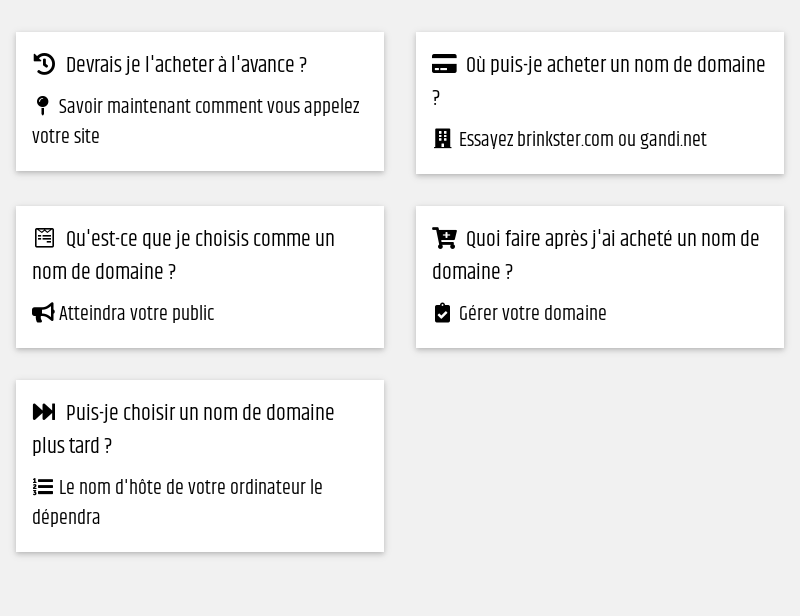 Devrais je l'acheter à l'avance ?
Savoir maintenant comment vous appelez
votre site
Où puis-je acheter un nom de domaine
?
Essayez brinkster.com ou gandi.net
Qu'est-ce que je choisis comme un
nom de domaine ?
Atteindra votre public
Quoi faire après j'ai acheté un nom de
domaine ?
Gérer votre domaine
Puis-je choisir un nom de domaine
plus tard ?
Le nom d'hôte de votre ordinateur le
dépendra